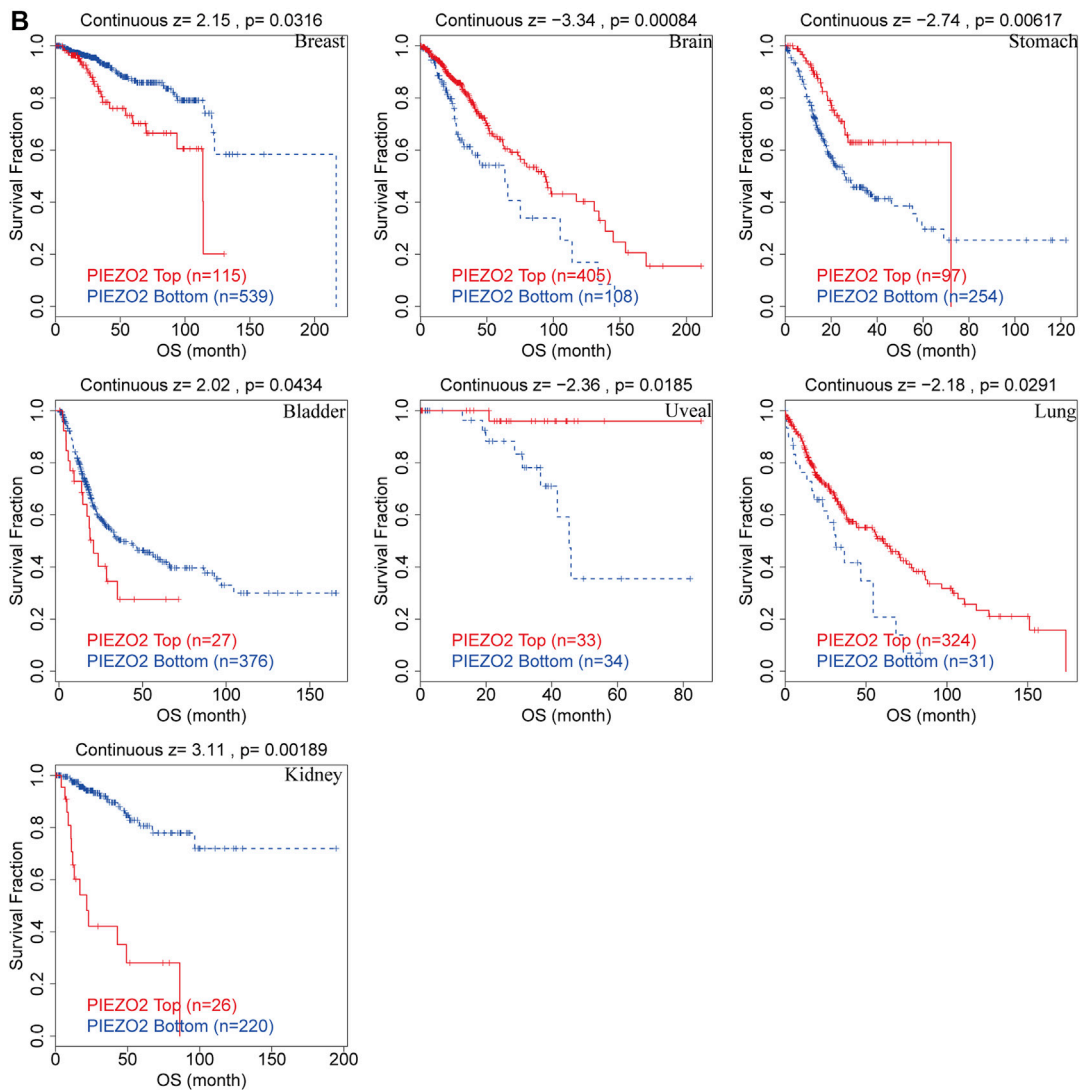 B
Continuous z= 2.15 , p= 0.0316
Breast
Survival Fraction
0.0 0.2 0.4 0.6 0.8 1.0
PIEZO2 Top (n=115)
PIEZO2 Bottom (n=539)
0 50 100 150 200
OS (month)
Continuous z= −3.34 , p= 0.00084
Brain
Survival Fraction
0.0 0.2 0.4 0.6 0.8 1.0
PIEZO2 Top (n=405)
PIEZO2 Bottom (n=108)
0 50 100 150 200
OS (month)
Continuous z= −2.74 , p= 0.00617
Stomach
Survival Fraction
0.0 0.2 0.4 0.6 0.8 1.0
PIEZO2 Top (n=97)
PIEZO2 Bottom (n=254)
0 20 40 60 80 100 120
OS (month)
Continuous z= 2.02 , p= 0.0434
Bladder
Survival Fraction
0.0 0.2 0.4 0.6 0.8 1.0
PIEZO2 Top (n=27)
PIEZO2 Bottom (n=376)
0 50 100 150
OS (month)
Continuous z= −2.36 , p= 0.0185
Uveal
Survival Fraction
0.0 0.2 0.4 0.6 0.8 1.0
PIEZO2 Top (n=33)
PIEZO2 Bottom (n=34)
0 20 40 60 80
OS (month)
Continuous z= −2.18 , p= 0.0291
Lung
Survival Fraction
0.0 0.2 0.4 0.6 0.8 1.0
PIEZO2 Top (n=324)
PIEZO2 Bottom (n=31)
0 50 100 150
OS (month)
Continuous z= 3.11 , p= 0.00189
Kidney
Survival Fraction
0.0 0.2 0.4 0.6 0.8 1.0
PIEZO2 Top (n=26)
PIEZO2 Bottom (n=220)
0 50 100 150 200
OS (month)